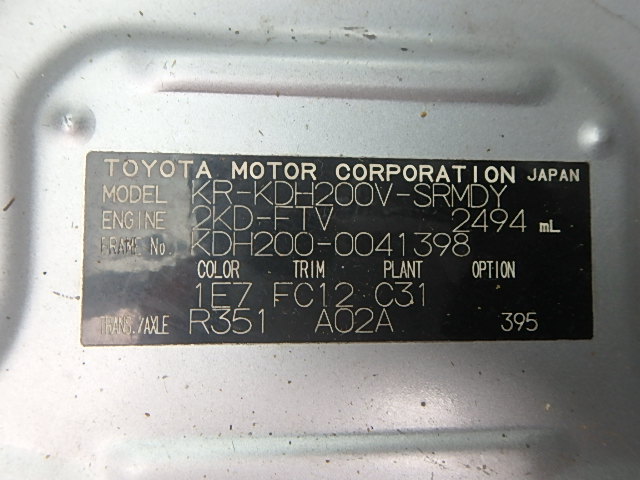 TOYOTA MOTOR CORPORATION JAPAN
MODEL KR-KDH200V-SRMDY
ENGINE 2KD-FTV 2494 mL
FRAME No. KDH200-0041398
COLOR TRIM PLANT OPTION
1E7 FC12 C31
TRANS./AXLE R351 A02A 395